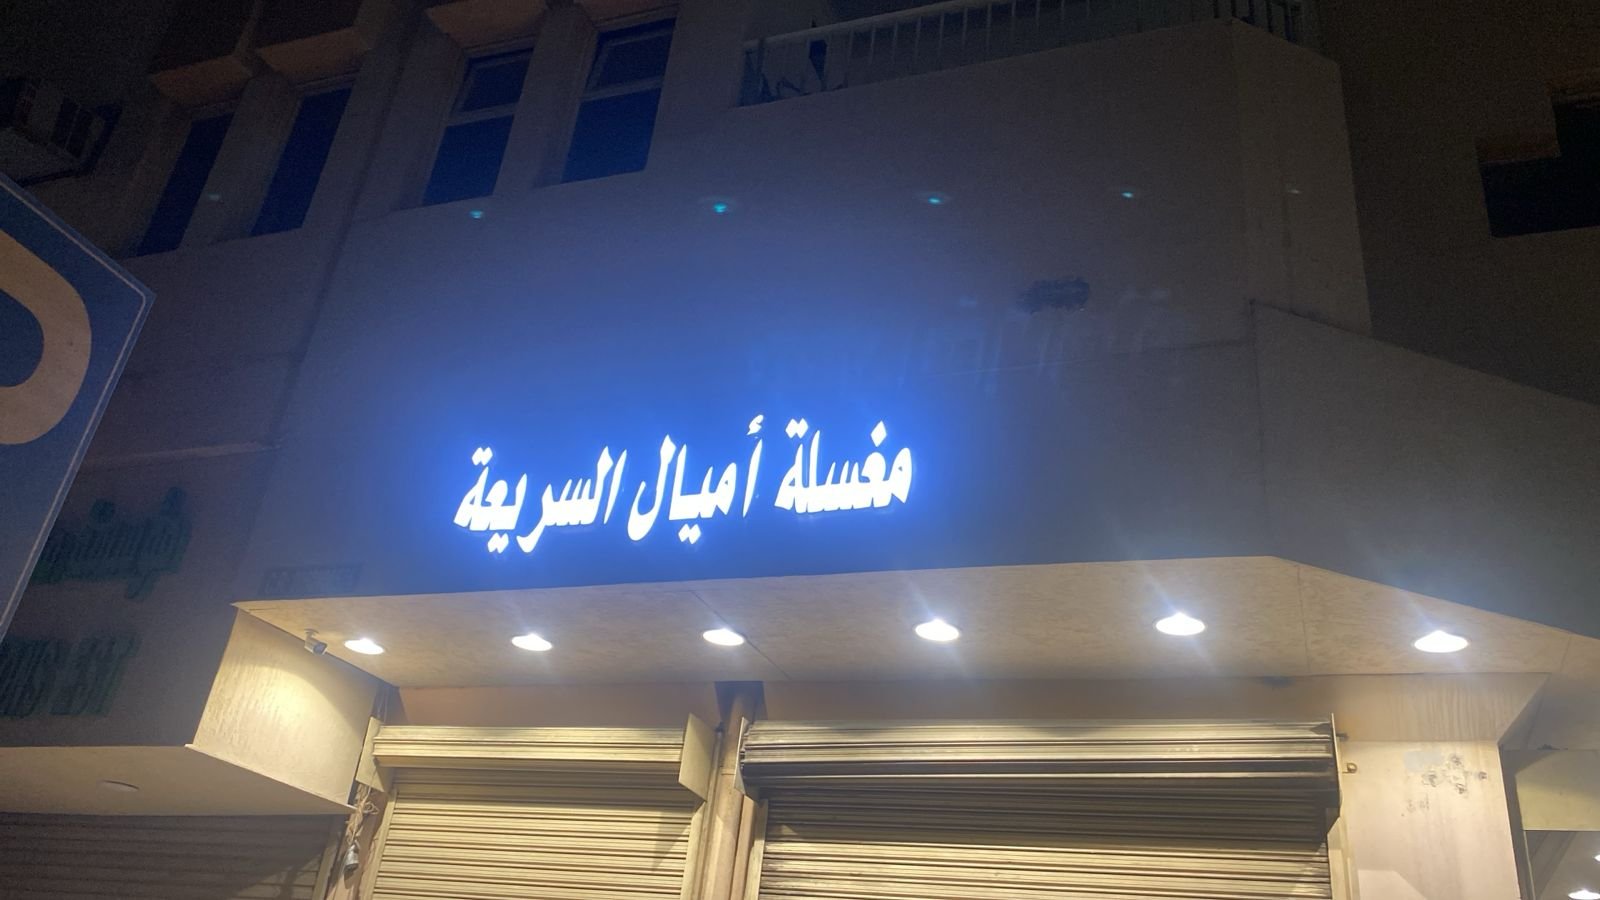 مغسلة أميال السريعة